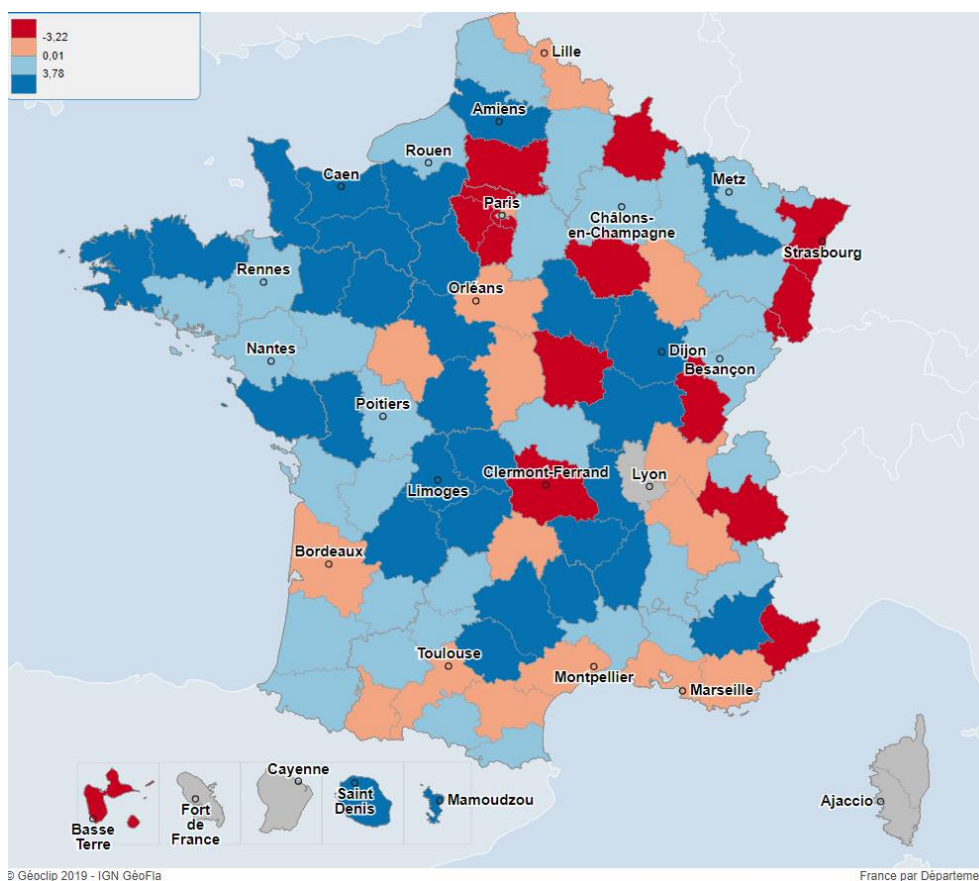 -3,22
0,01
3,78
Lille
Amiens
Rouen
Caen
Metz
Paris
Châlons-
en-Champagne
Strasbourg
Rennes
Orléans
Nantes
Dijon
Besançon
Poitiers
Clermont-Ferrand
Lyon
Limoges
Bordeaux
Toulouse
Montpellier
Marseille
Cayenne
Saint
Denis
Mamoudzou
Ajaccio
Fort
de
France
Basse
Terre
© Géoclip 2019 - IGN GéoFla
France par Départeme